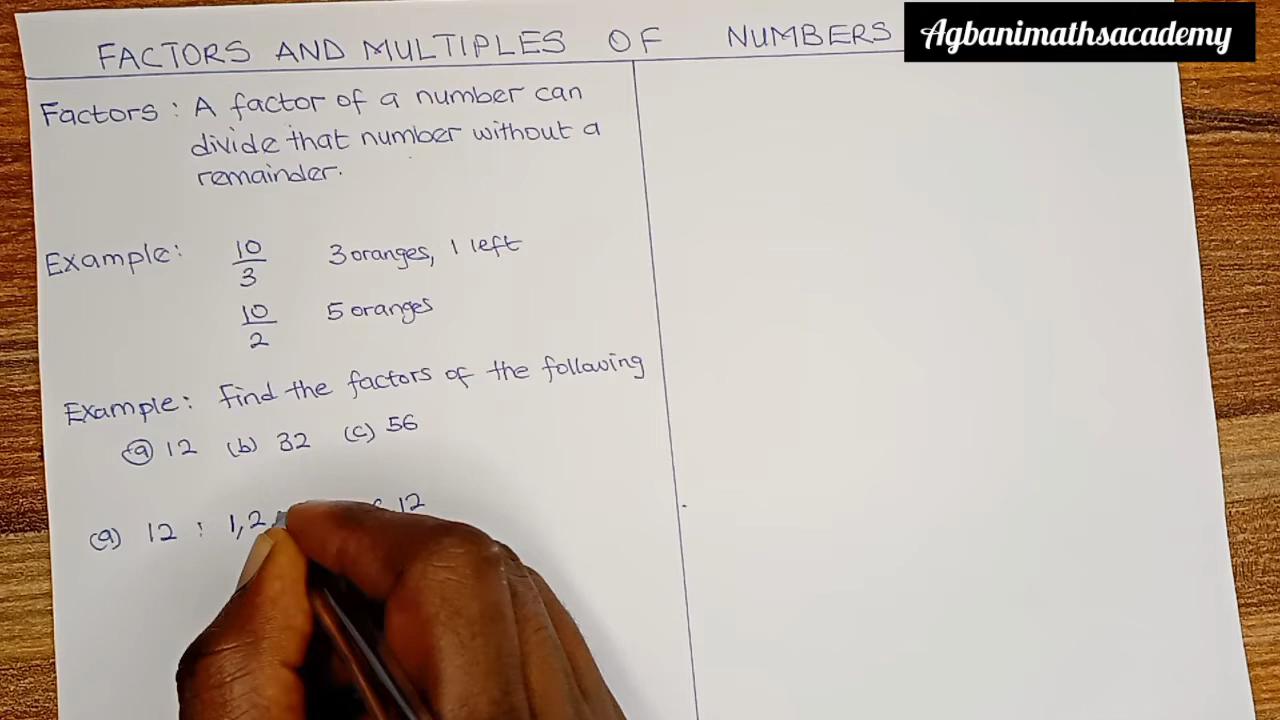 FACTORS AND MULTIPLES OF NUMBERS
Agbanimathsacademy
Factors: A factor of a number can
divide that number without a
remainder.
Example: 10/3 3 oranges, 1 left
10/2 5 oranges
Example: Find the factors of the following
(a) 12 (b) 32 (c) 56
(a) 12 : 1, 2, 12